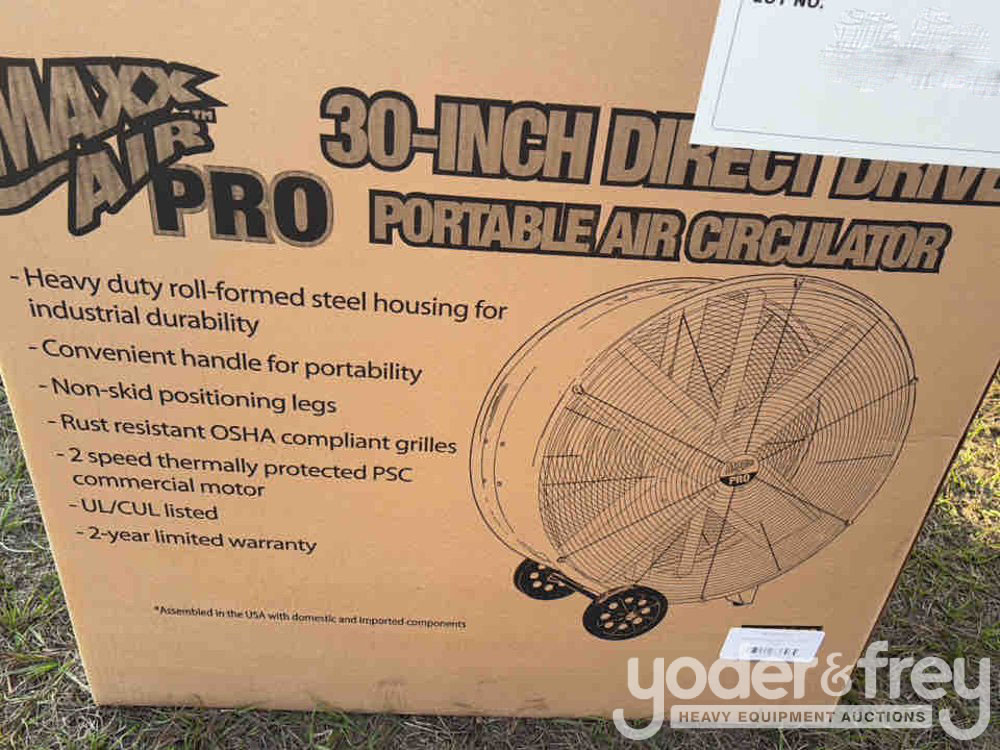 LOT NO.
MAXX
AIR™
PRO
30-INCH DIRECT DRIVE
PORTABLE AIR CIRCULATOR
- Heavy duty roll-formed steel housing for
industrial durability
- Convenient handle for portability
- Non-skid positioning legs
- Rust resistant OSHA compliant grilles
- 2 speed thermally protected PSC
commercial motor
- UL/CUL listed
- 2-year limited warranty
PRO
*Assembled in the USA with domestic and imported components
yoder&frey
HEAVY EQUIPMENT AUCTIONS